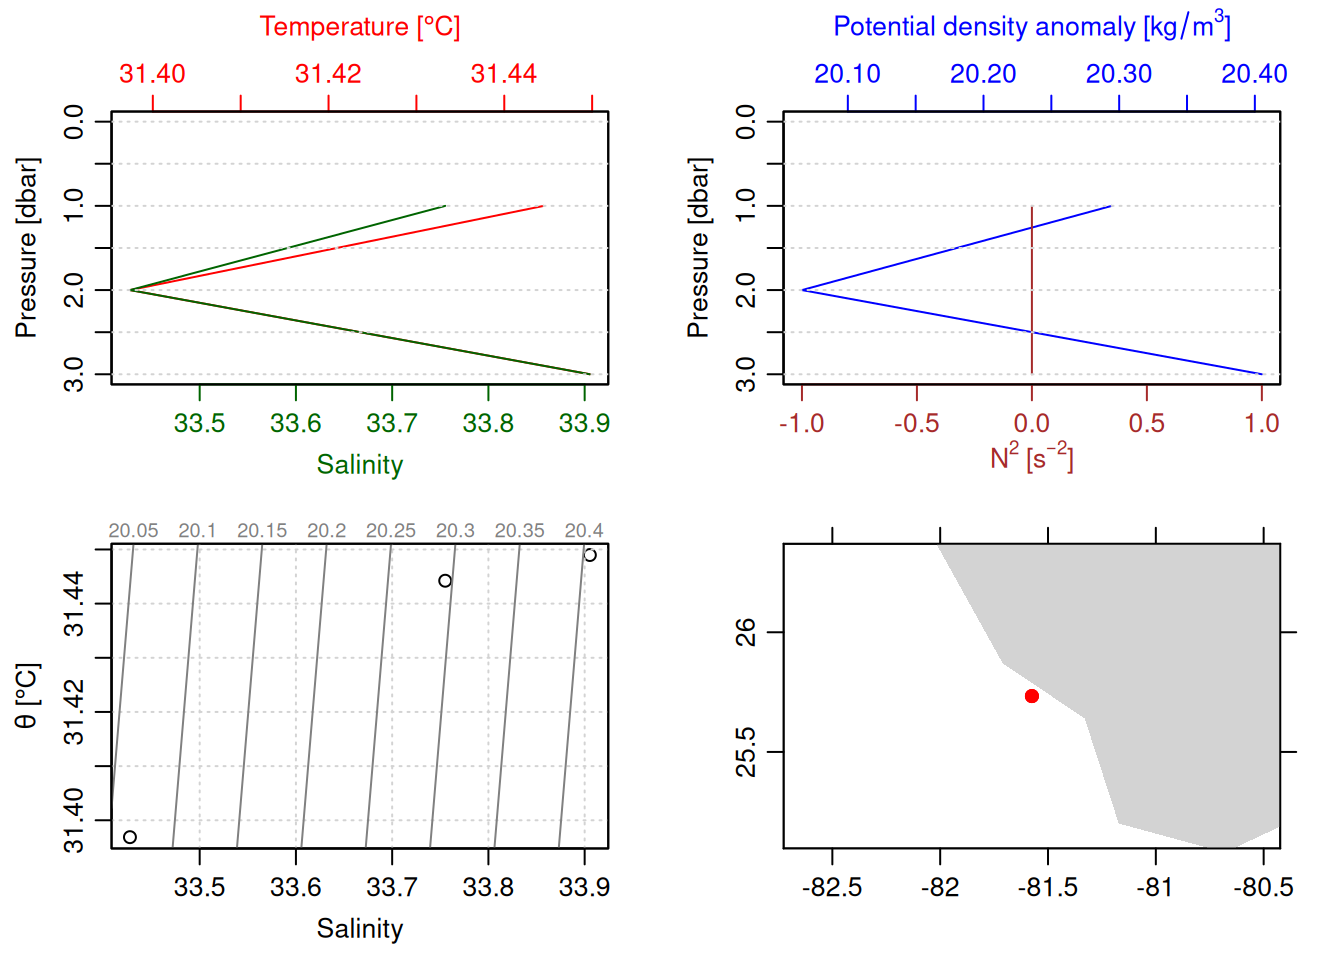 Temperature [°C]
31.40 31.42 31.44
0.0
1.0
2.0
3.0
Pressure [dbar]
33.5 33.6 33.7 33.8 33.9
Salinity
Potential density anomaly [kg/m³]
20.10 20.20 20.30 20.40
0.0
1.0
2.0
3.0
Pressure [dbar]
-1.0 -0.5 0.0 0.5 1.0
N² [s⁻²]
20.05 20.1 20.15 20.2 20.25 20.3 20.35 20.4
31.44
31.42
31.40
θ [°C]
33.5 33.6 33.7 33.8 33.9
Salinity
26
25.5
-82.5 -82 -81.5 -81 -80.5